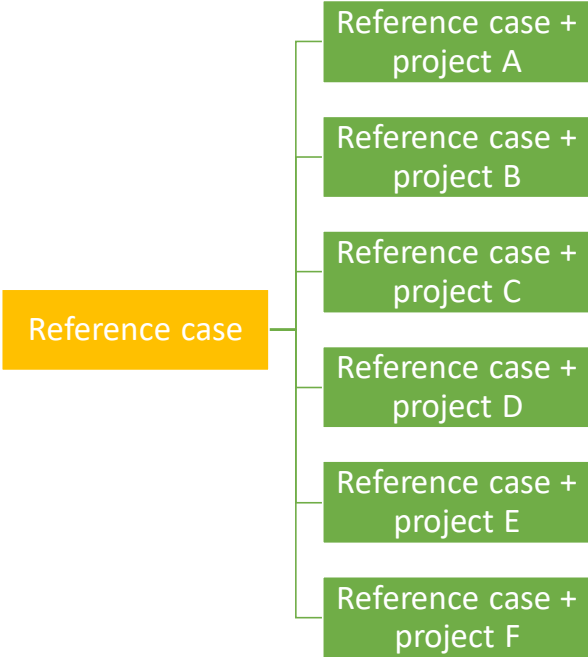 Reference case +
project A
Reference case +
project B
Reference case +
project C
Reference case
Reference case +
project D
Reference case +
project E
Reference case +
project F